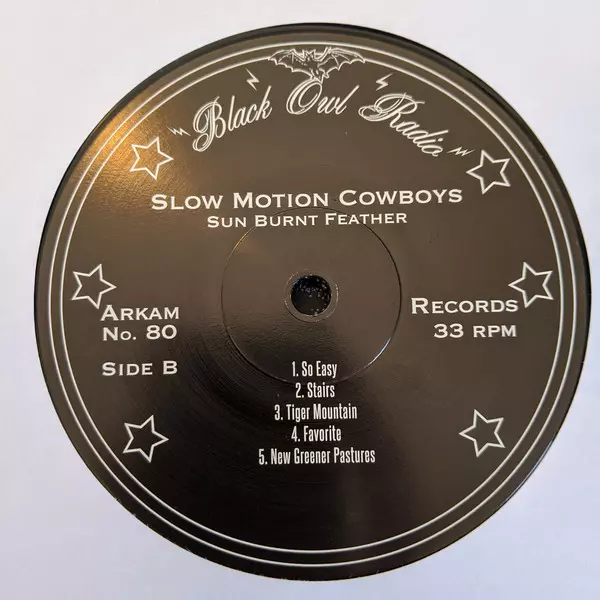 Black Owl Radio
Slow Motion Cowboys
Sun Burnt Feather
Arkam
No. 80
Side B
Records
33 RPM
1. So Easy
2. Stairs
3. Tiger Mountain
4. Favorite
5. New Greener Pastures